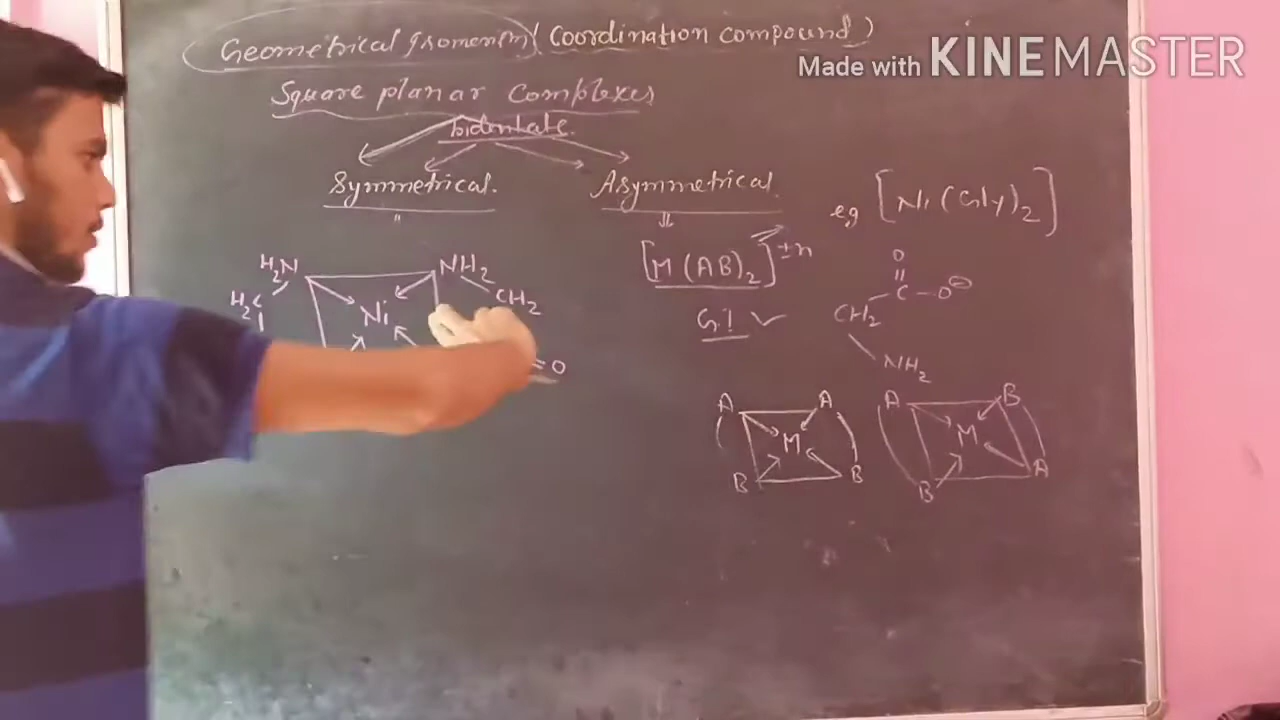 Geometrical Isomerism (Coordination compound)
Made with KINEMASTER
Square planar Complexes
bidentate.
Symmetrical.
"
Asymmetrical
eg [Ni(Gly)2]
[M(AB)2]±n
G.I ✓
O
CH2 C O⊖
NH2
H2N NH2
H2C Ni CH2
=O
A A
M
B B
A B
M
B A